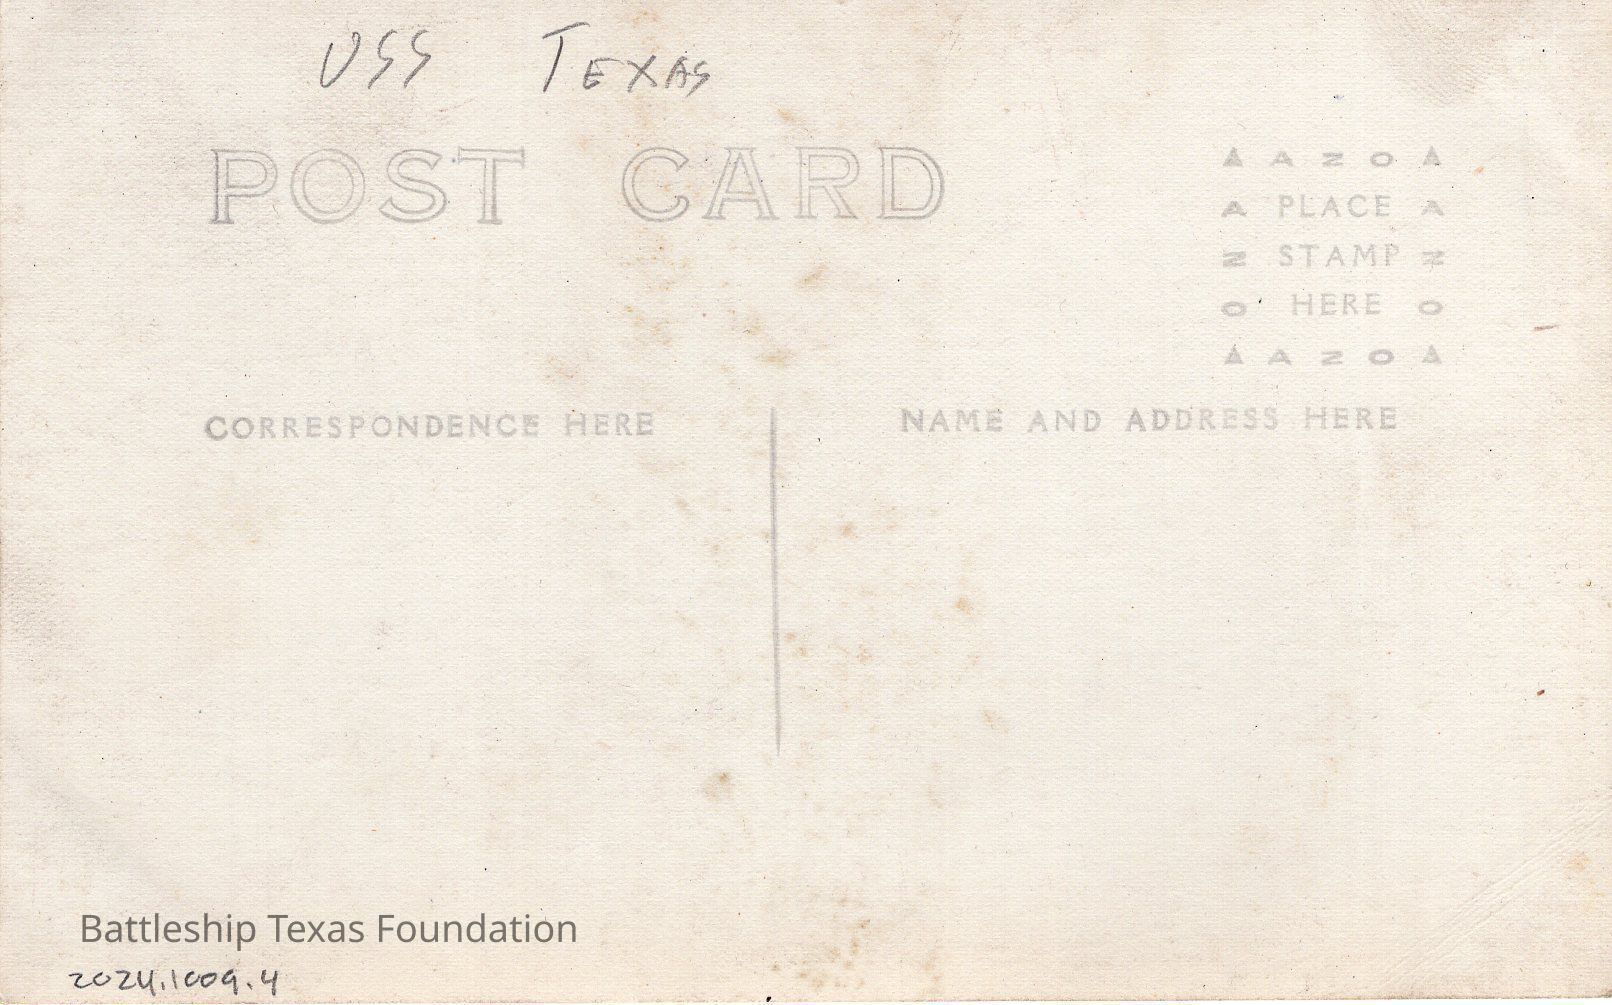 USS Texas
POST CARD
AZO
A PLACE A
N STAMP N
O HERE O
AZO
CORRESPONDENCE HERE
NAME AND ADDRESS HERE
Battleship Texas Foundation
2024.1009.4